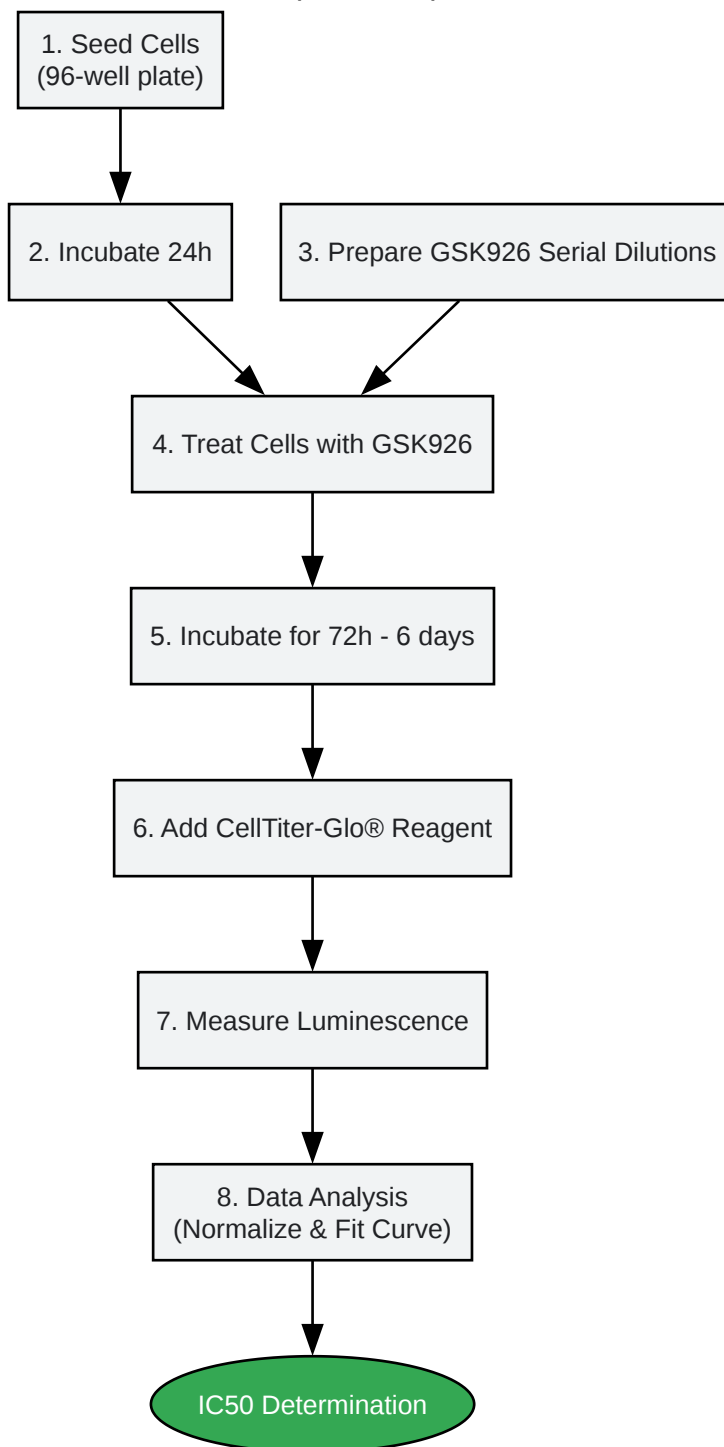 1. Seed Cells
(96-well plate)
2. Incubate 24h
3. Prepare GSK926 Serial Dilutions
4. Treat Cells with GSK926
5. Incubate for 72h - 6 days
6. Add CellTiter-Glo® Reagent
7. Measure Luminescence
8. Data Analysis
(Normalize & Fit Curve)
IC50 Determination